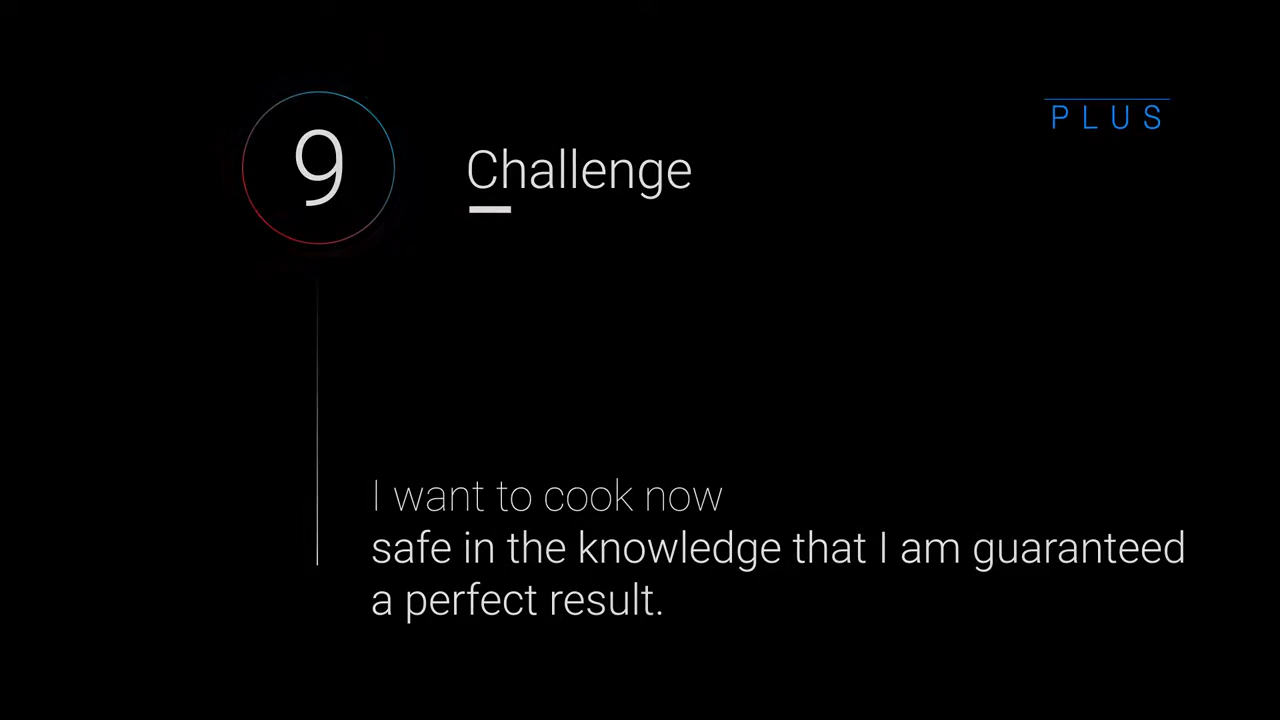 9
Challenge
PLUS
I want to cook now
safe in the knowledge that I am guaranteed
a perfect result.